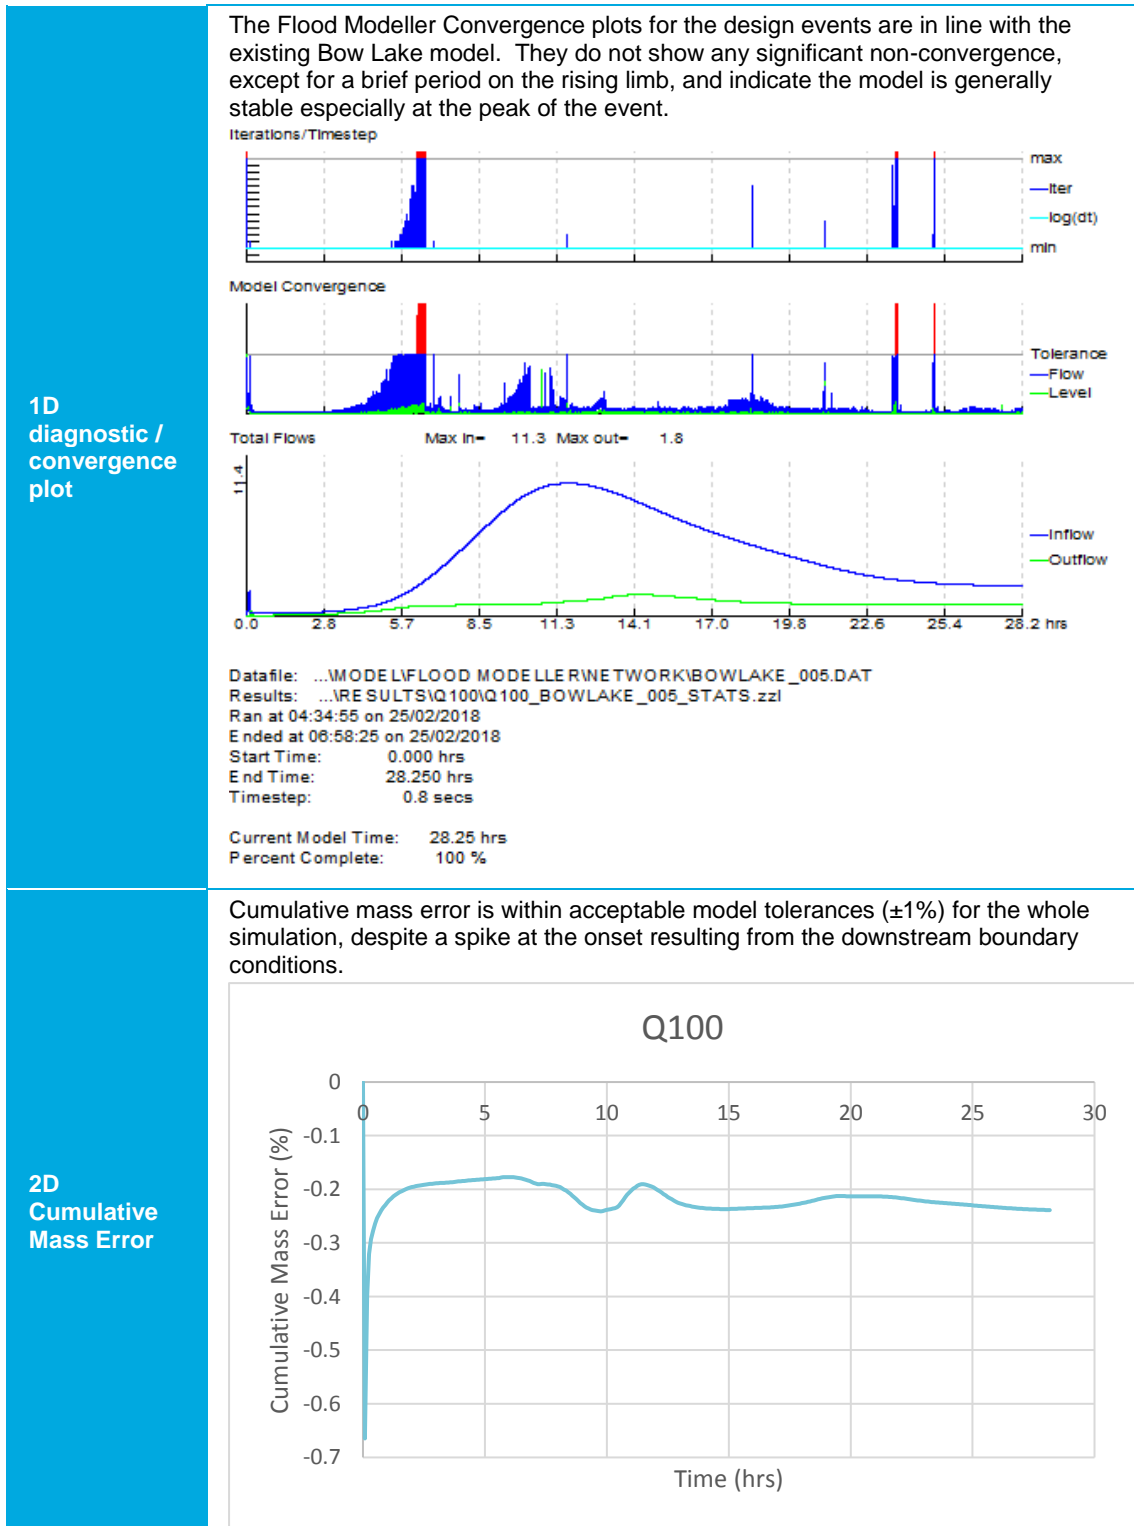 The Flood Modeller Convergence plots for the design events are in line with the
existing Bow Lake model.  They do not show any significant non-convergence,
except for a brief period on the rising limb, and indicate the model is generally
stable especially at the peak of the event.
1D
diagnostic /
convergence
plot
Iterations/Timestep
max
Iter
log(dt)
min
Model Convergence
Tolerance
Flow
Level
Total Flows Max in= 11.3 Max out= 1.8
11.4
Inflow
Outflow
0.0 2.8 5.7 8.5 11.3 14.1 17.0 19.8 22.6 25.4 28.2 hrs
Datafile: ...\MODEL\FLOOD MODELLER\NETWORK\BOWLAKE_005.DAT
Results: ...\RESULTS\Q100\Q100_BOWLAKE_005_STATS.zzl
Ran at 04:34:55 on 25/02/2018
Ended at 06:58:25 on 25/02/2018
Start Time: 0.000 hrs
End Time: 28.250 hrs
Timestep: 0.8 secs
Current Model Time: 28.25 hrs
Percent Complete: 100 %
2D
Cumulative
Mass Error
Cumulative mass error is within acceptable model tolerances (±1%) for the whole
simulation, despite a spike at the onset resulting from the downstream boundary
conditions.
Q100
Cumulative Mass Error (%)
0
-0.1
-0.2
-0.3
-0.4
-0.5
-0.6
-0.7
0 5 10 15 20 25 30
Time (hrs)